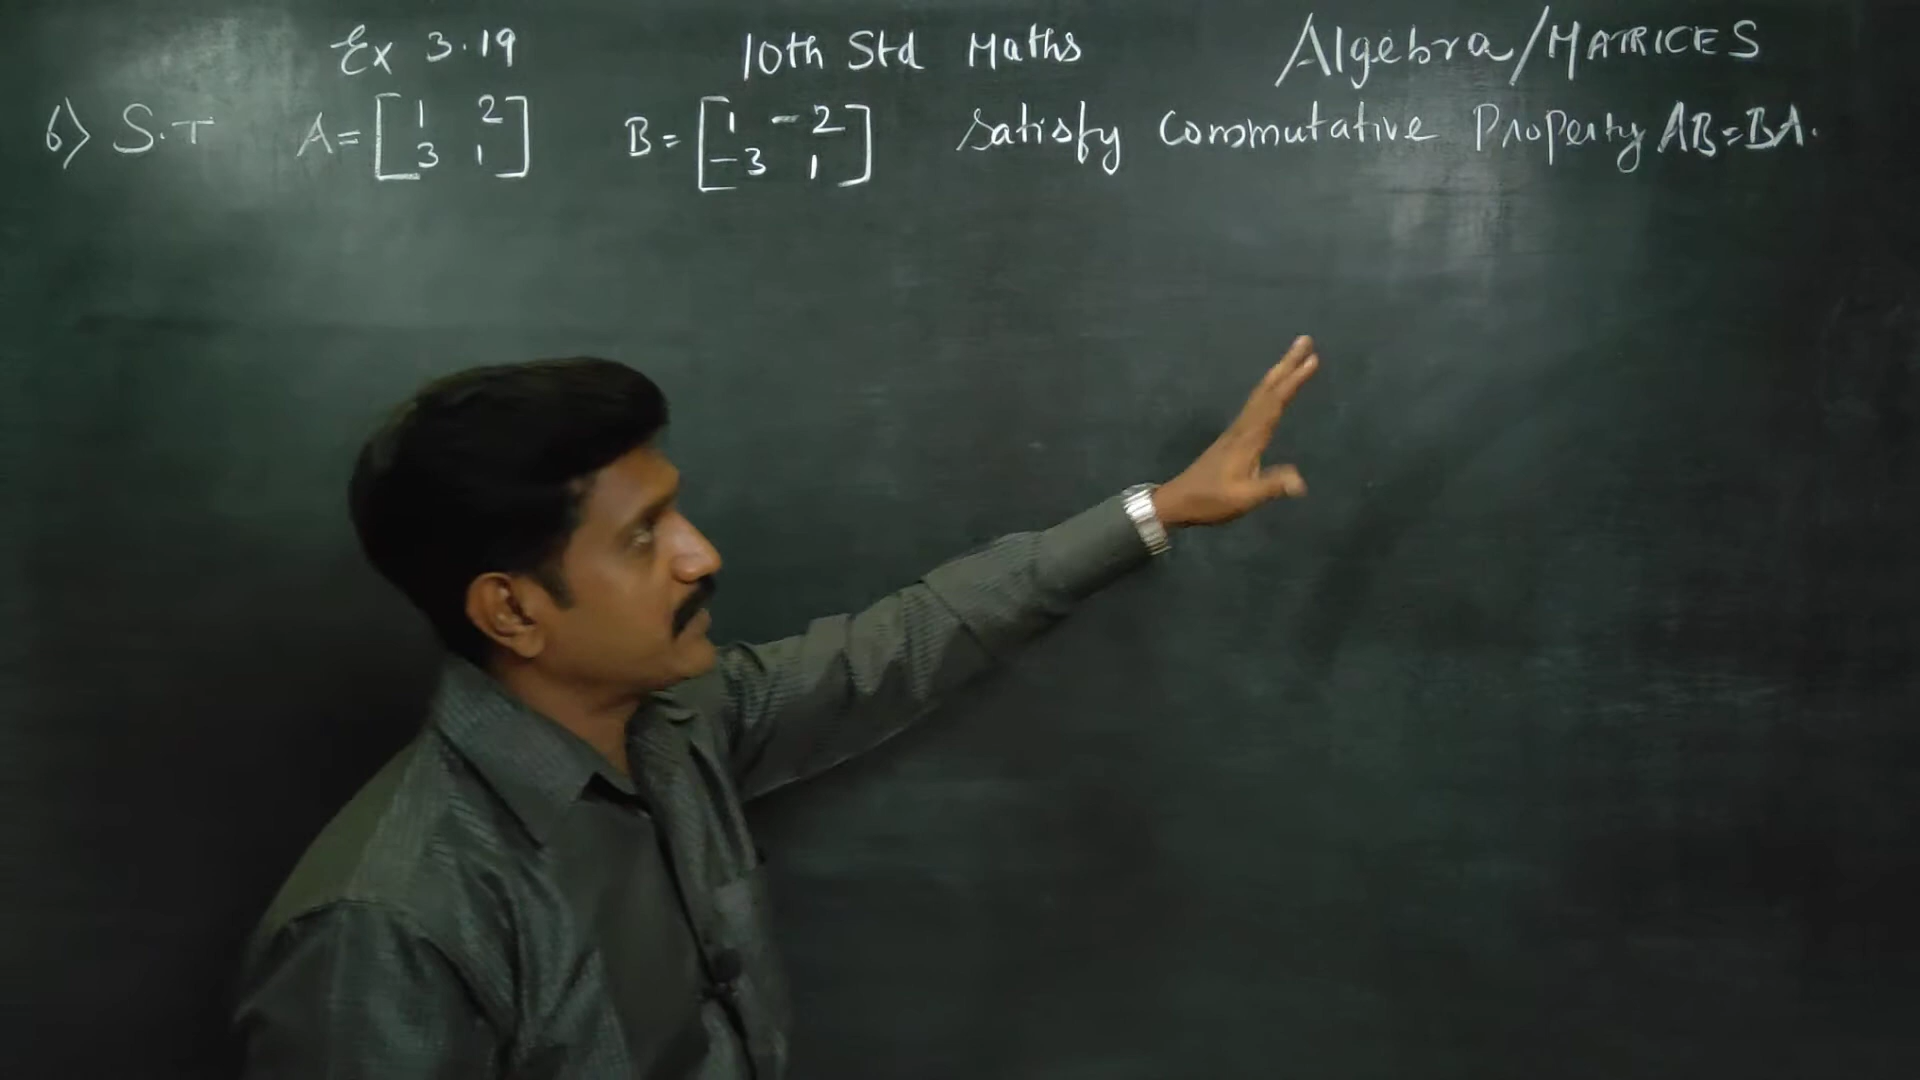 Ex 3.19 10th Std Maths Algebra/MATRICES
6) S.T A = [1 2 B = [1 -2 Satisfy Commutative Property AB=BA.
3 1] -3 1]